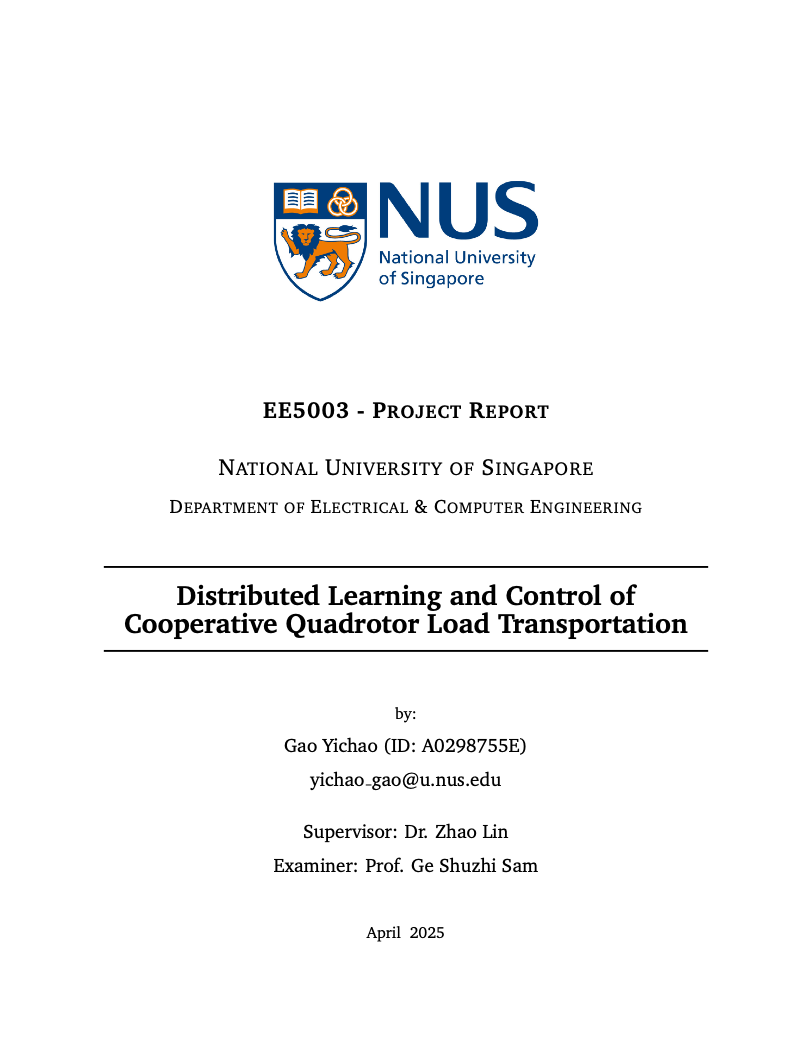 NUS
National University
of Singapore
EE5003 - PROJECT REPORT
NATIONAL UNIVERSITY OF SINGAPORE
DEPARTMENT OF ELECTRICAL & COMPUTER ENGINEERING
Distributed Learning and Control of
Cooperative Quadrotor Load Transportation
by:
Gao Yichao (ID: A0298755E)
yichao_gao@u.nus.edu
Supervisor: Dr. Zhao Lin
Examiner: Prof. Ge Shuzhi Sam
April 2025